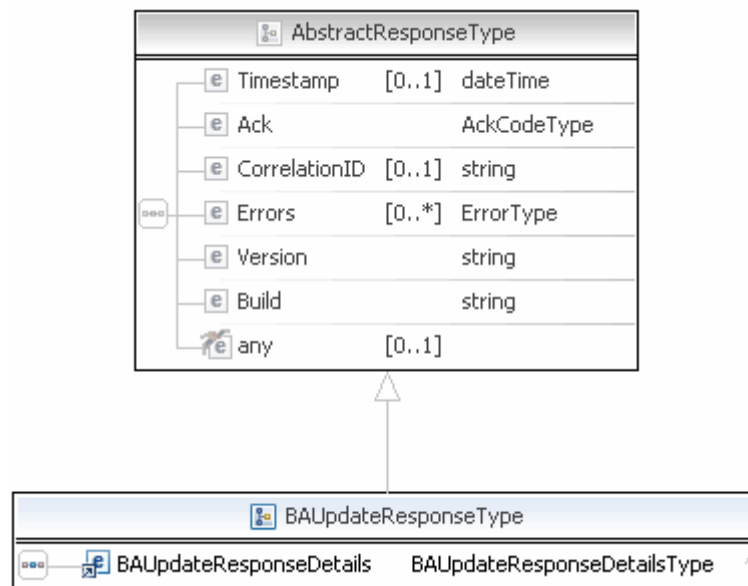 AbstractResponseType
e Timestamp [0..1] dateTime
e Ack AckCodeType
e CorrelationID [0..1] string
e Errors [0..*] ErrorType
e Version string
e Build string
e any [0..1]
BAUpdateResponseType
e BAUpdateResponseDetails BAUpdateResponseDetailsType